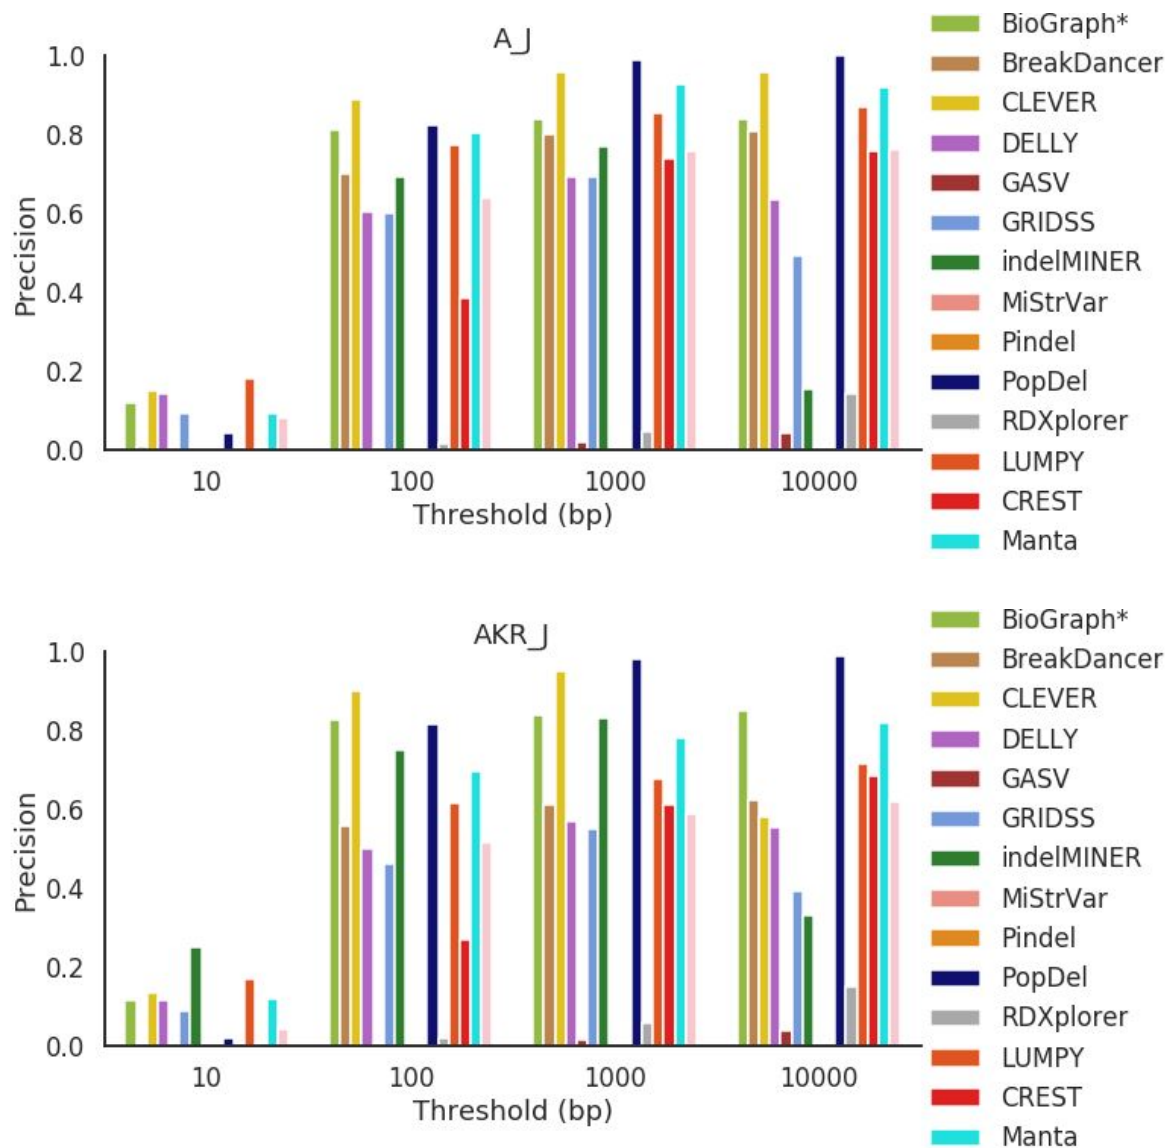 A_J
Precision
1.0
0.8
0.6
0.4
0.2
0.0
10 100 1000 10000
Threshold (bp)
BioGraph*
BreakDancer
CLEVER
DELLY
GASV
GRIDSS
indelMINER
MiStrVar
Pindel
PopDel
RDXplorer
LUMPY
CREST
Manta
AKR_J
Precision
1.0
0.8
0.6
0.4
0.2
0.0
10 100 1000 10000
Threshold (bp)
BioGraph*
BreakDancer
CLEVER
DELLY
GASV
GRIDSS
indelMINER
MiStrVar
Pindel
PopDel
RDXplorer
LUMPY
CREST
Manta